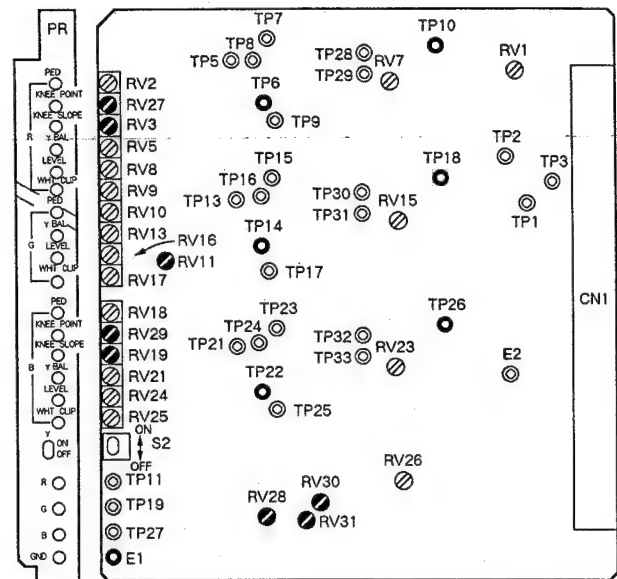 PR
PED
KNEE POINT
KNEE SLOPE
R
Y BAL
LEVEL
WHT CLIP
PED
Y BAL
G
LEVEL
WHT CLIP
PED
KNEE POINT
KNEE SLOPE
B
Y BAL
LEVEL
WHT CLIP
Y
ON
OFF
R
G
B
GND
RV2
RV27
RV3
RV5
RV8
RV9
RV10
RV13
RV16
RV11
RV17
RV18
RV29
RV19
RV21
RV24
RV25
ON
S2
OFF
TP11
TP19
TP27
E1
TP7
TP8
TP5
TP28
TP29
RV7
TP10
RV1
TP6
TP9
TP2
TP3
TP1
TP15
TP16
TP13
TP30
TP31
RV15
TP18
TP14
TP17
TP23
TP24
TP21
TP32
TP33
RV23
TP26
E2
TP22
TP25
RV26
RV30
RV28
RV31
CN1